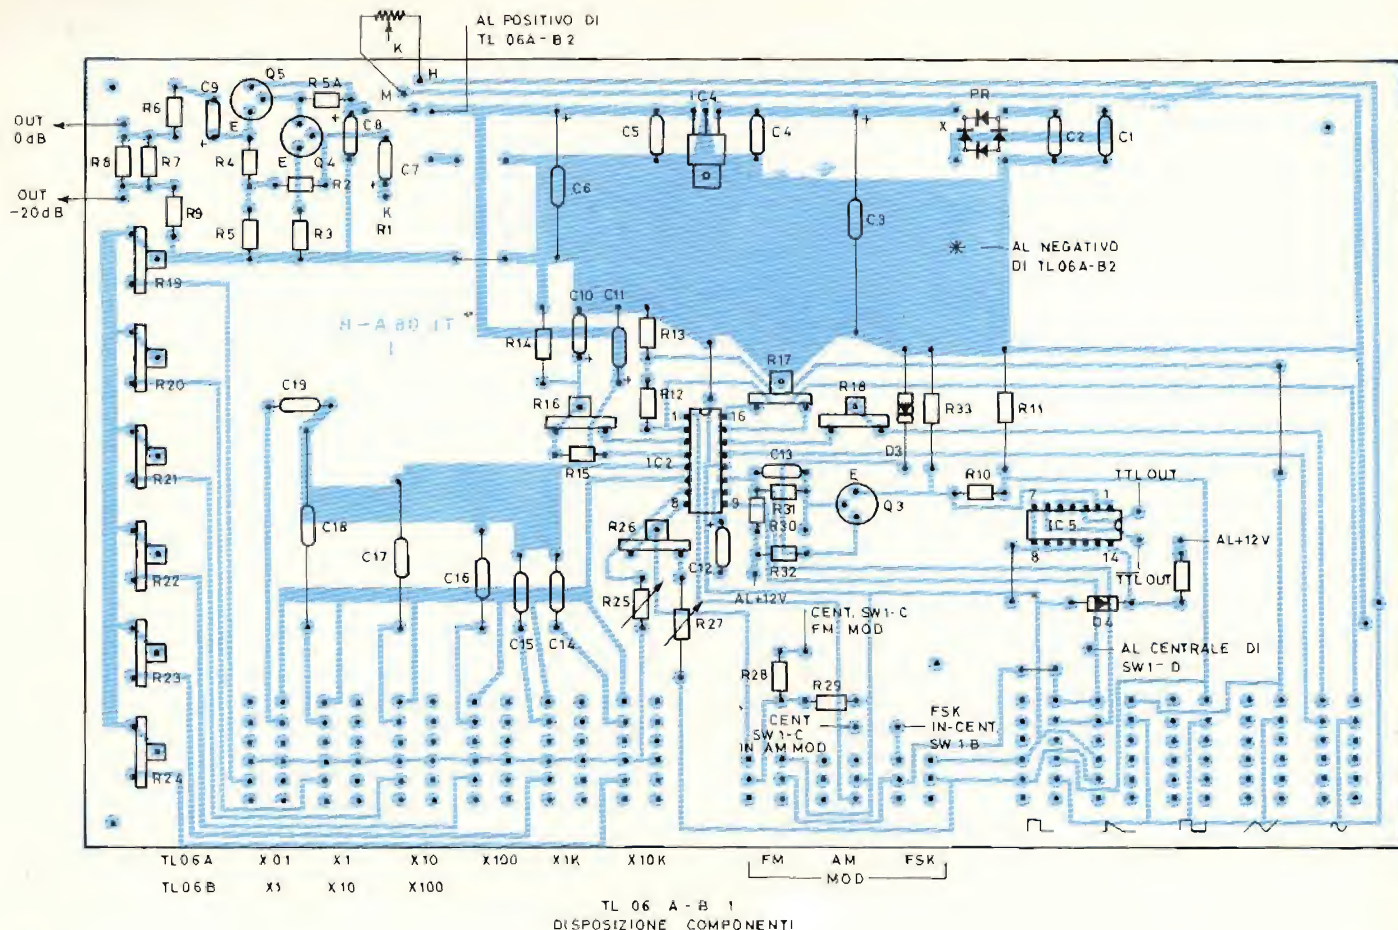 AL POSITIVO DI
TL 06A-B2
K
H
M
C9
Q5
R5A
R6
E
C8
IC4
PR
X
C5
C4
C2
C1
OUT
0dB
R8
R7
R4
E
Q4
C7
R2
C6
C3
OUT
-20dB
R9
R5
R3
K
R1
AL NEGATIVO
DI TL06A-B2
R19
TL 06 A-B
1
C10
C11
R14
R13
R17
R20
C19
R16
R12
R18
D3
R33
R11
1
16
R15
IC2
C13
E
R10
7
1
TTL OUT
R21
8
9
R31
Q3
IC5
C18
R26
R30
8
14
AL+12V
C17
C12
R32
TTL OUT
R22
C16
R25
AL+12V
D4
R27
CENT. SW1-C
FM MOD
C15
C14
AL CENTRALE DI
SW1-D
R23
R28
R29
CENT
SW1-C
IN AM MOD
FSK
IN-CENT.
SW1B
R24
TL06A X01 X1 X10 X100 X1K X10K FM AM FSK
MOD
TL06B X1 X10 X100
TL 06 A-B 1
DISPOSIZIONE COMPONENTI